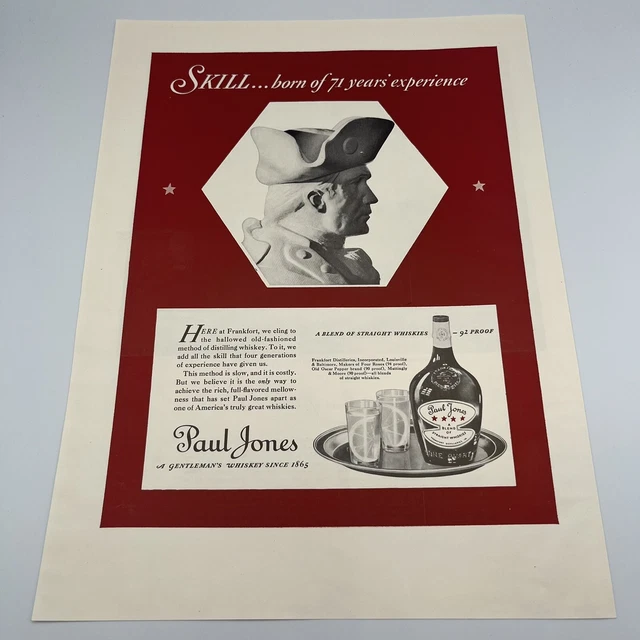 SKILL... born of 71 years' experience
HERE at Frankfort, we cling to
the hallowed old-fashioned
method of distilling whiskey. To it, we
add all the skill that four generations
of experience have given us.
This method is slow, and it is costly.
But we believe it is the only way to
achieve the rich, full-flavored mellow-
ness that has set Paul Jones apart as
one of America's truly great whiskies.
Paul Jones
A GENTLEMAN'S WHISKEY SINCE 1865
A BLEND OF STRAIGHT WHISKIES — 92 PROOF
Frankfort Distilleries, Incorporated, Louisville
& Baltimore, Makers of Four Roses (94 proof),
Old Oscar Pepper brand (90 proof), Mattingly
& Moore (90 proof)—all blends
of straight whiskies.
Paul Jones
A
BLEND
OF
STRAIGHT WHISKIES